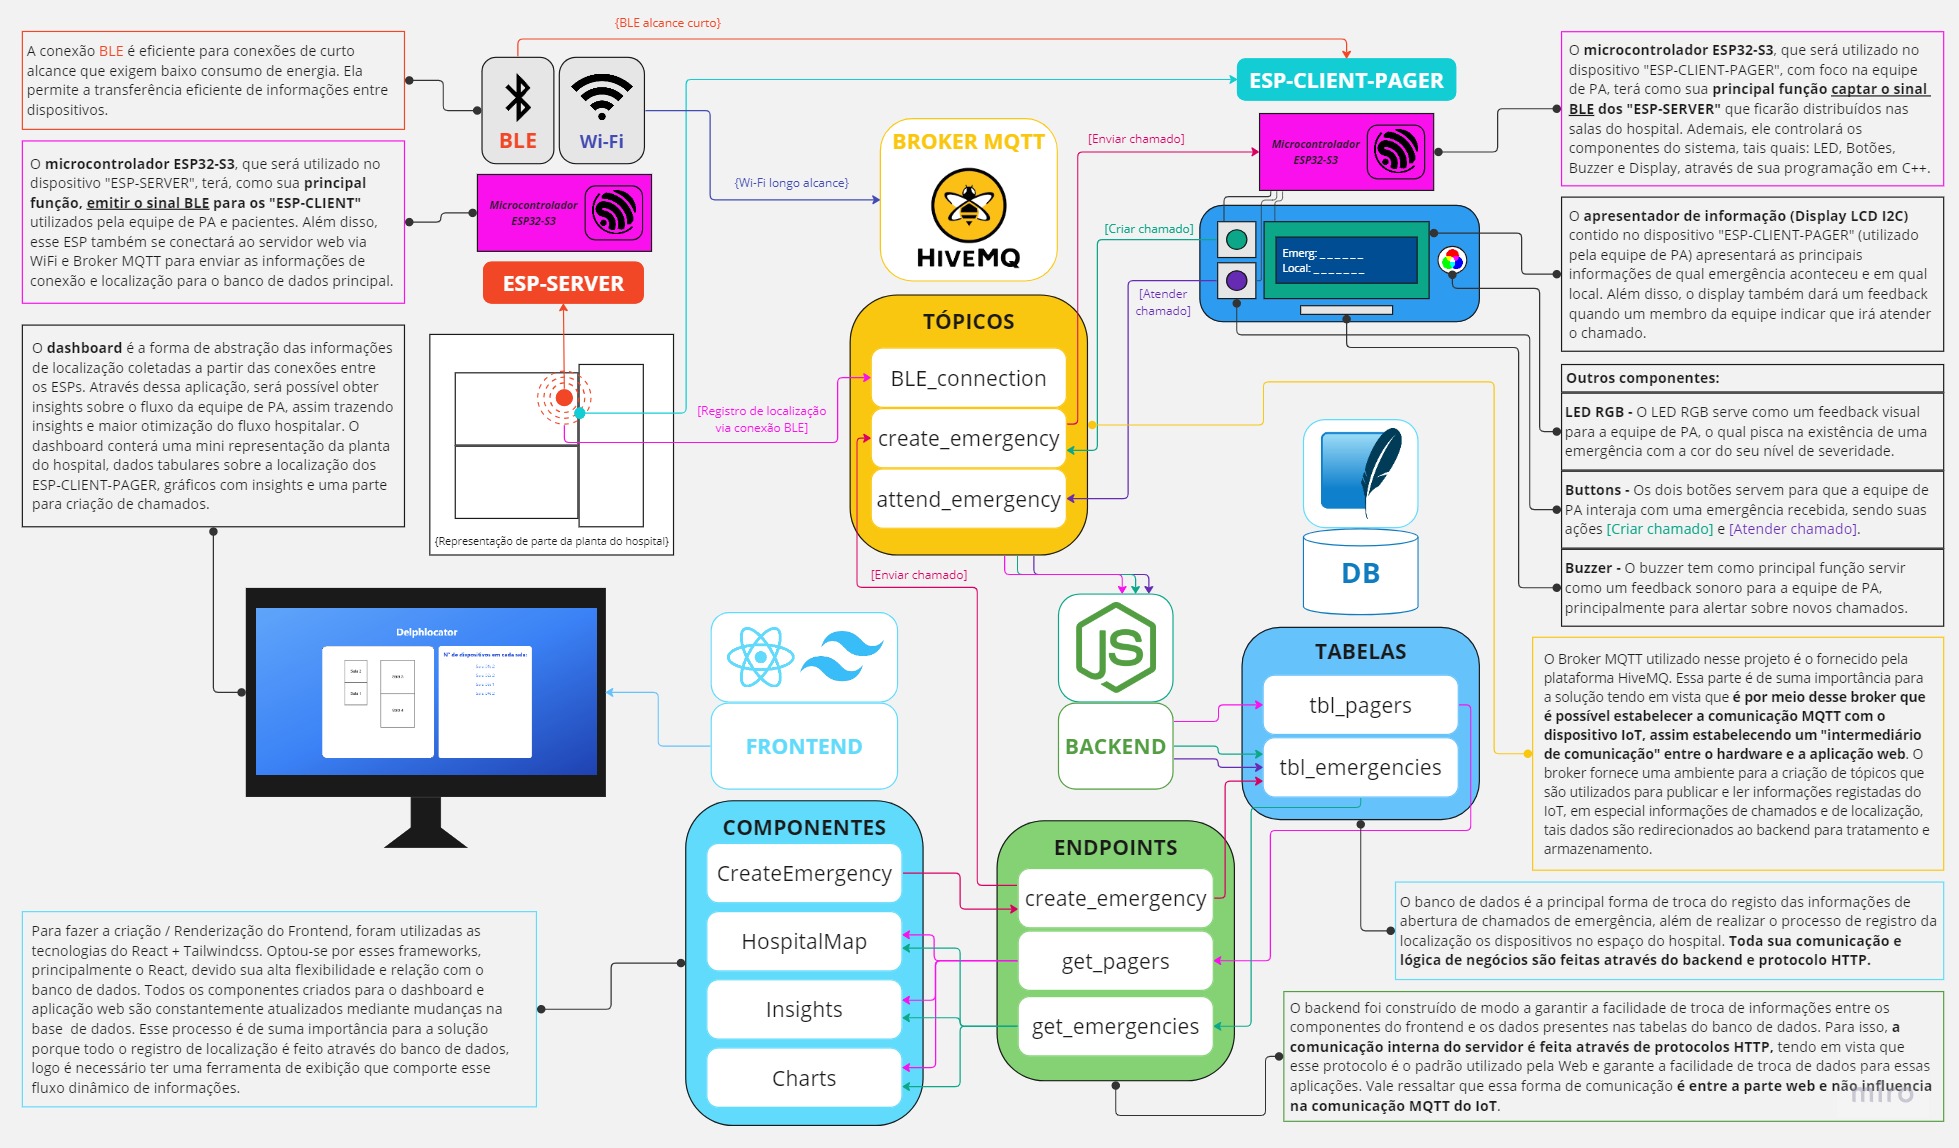 {BLE alcance curto}
A conexão BLE é eficiente para conexões de curto
alcance que exigem baixo consumo de energia. Ela
permite a transferência eficiente de informações entre
dispositivos.
BLE
Wi-Fi
{Wi-Fi longo alcance}
O microcontrolador ESP32-S3, que será utilizado no
dispositivo "ESP-SERVER", terá, como sua principal
função, emitir o sinal BLE para os "ESP-CLIENT"
utilizados pela equipe de PA e pacientes. Além disso,
esse ESP também se conectará ao servidor web via
WiFi e Broker MQTT para enviar as informações de
conexão e localização para o banco de dados principal.
Microcontrolador
ESP32-S3
ESP-SERVER
O dashboard é a forma de abstração das informações
de localização coletadas a partir das conexões entre
os ESPs. Através dessa aplicação, será possível obter
insights sobre o fluxo da equipe de PA, assim trazendo
insights e maior otimização do fluxo hospitalar. O
dashboard conterá uma mini representação da planta
do hospital, dados tabulares sobre a localização dos
ESP-CLIENT-PAGER, gráficos com insights e uma parte
para criação de chamados.
{Representação de parte da planta do hospital}
[Registro de localização
via conexão BLE]
BROKER MQTT
HIVEMQ
TÓPICOS
BLE_connection
create_emergency
attend_emergency
[Enviar chamado]
[Criar chamado]
[Atender
chamado]
[Enviar chamado]
ESP-CLIENT-PAGER
Microcontrolador
ESP32-S3
Emerg: _ _ _ _ _ _
Local: _ _ _ _ _ _ _
O microcontrolador ESP32-S3, que será utilizado no
dispositivo "ESP-CLIENT-PAGER", com foco na equipe
de PA, terá como sua principal função captar o sinal
BLE dos "ESP-SERVER" que ficarão distribuídos nas
salas do hospital. Ademais, ele controlará os
componentes do sistema, tais quais: LED, Botões,
Buzzer e Display, através de sua programação em C++.
O apresentador de informação (Display LCD I2C)
contido no dispositivo "ESP-CLIENT-PAGER" (utilizado
pela equipe de PA) apresentará as principais
informações de qual emergência aconteceu e em qual
local. Além disso, o display também dará um feedback
quando um membro da equipe indicar que irá atender
o chamado.
Outros componentes:
LED RGB - O LED RGB serve como um feedback visual
para a equipe de PA, o qual pisca na existência de uma
emergência com a cor do seu nível de severidade.
Buttons - Os dois botões servem para que a equipe de
PA interaja com uma emergência recebida, sendo suas
ações [Criar chamado] e [Atender chamado].
Buzzer - O buzzer tem como principal função servir
como um feedback sonoro para a equipe de PA,
principalmente para alertar sobre novos chamados.
Delphlocator
N° de dispositivos em cada sala:
Sala 2
Sala 1
FRONTEND
JS
BACKEND
DB
TABELAS
tbl_pagers
tbl_emergencies
O Broker MQTT utilizado nesse projeto é o fornecido pela
plataforma HiveMQ. Essa parte é de suma importância para
a solução tendo em vista que é por meio desse broker que
é possível estabelecer a comunicação MQTT com o
dispositivo IoT, assim estabelecendo um "intermediário
de comunicação" entre o hardware e a aplicação web. O
broker fornece uma ambiente para a criação de tópicos que
são utilizados para publicar e ler informações registadas do
IoT, em especial informações de chamados e de localização,
tais dados são redirecionados ao backend para tratamento e
armazenamento.
COMPONENTES
CreateEmergency
HospitalMap
Insights
Charts
ENDPOINTS
create_emergency
get_pagers
get_emergencies
O banco de dados é a principal forma de troca do registo das informações de
abertura de chamados de emergência, além de realizar o processo de registro da
localização os dispositivos no espaço do hospital. Toda sua comunicação e
lógica de negócios são feitas através do backend e protocolo HTTP.
Para fazer a criação / Renderização do Frontend, foram utilizadas as
tecnologias do React + Tailwindcss. Optou-se por esses frameworks,
principalmente o React, devido sua alta flexibilidade e relação com o
banco de dados. Todos os componentes criados para o dashboard e
aplicação web são constantemente atualizados mediante mudanças na
base de dados. Esse processo é de suma importância para a solução
porque todo o registro de localização é feito através do banco de dados,
logo é necessário ter uma ferramenta de exibição que comporte esse
fluxo dinâmico de informações.
O backend foi construído de modo a garantir a facilidade de troca de informações entre os
componentes do frontend e os dados presentes nas tabelas do banco de dados. Para isso, a
comunicação interna do servidor é feita através de protocolos HTTP, tendo em vista que
esse protocolo é o padrão utilizado pela Web e garante a facilidade de troca de dados para essas
aplicações. Vale ressaltar que essa forma de comunicação é entre a parte web e não influencia
na comunicação MQTT do IoT.
miro